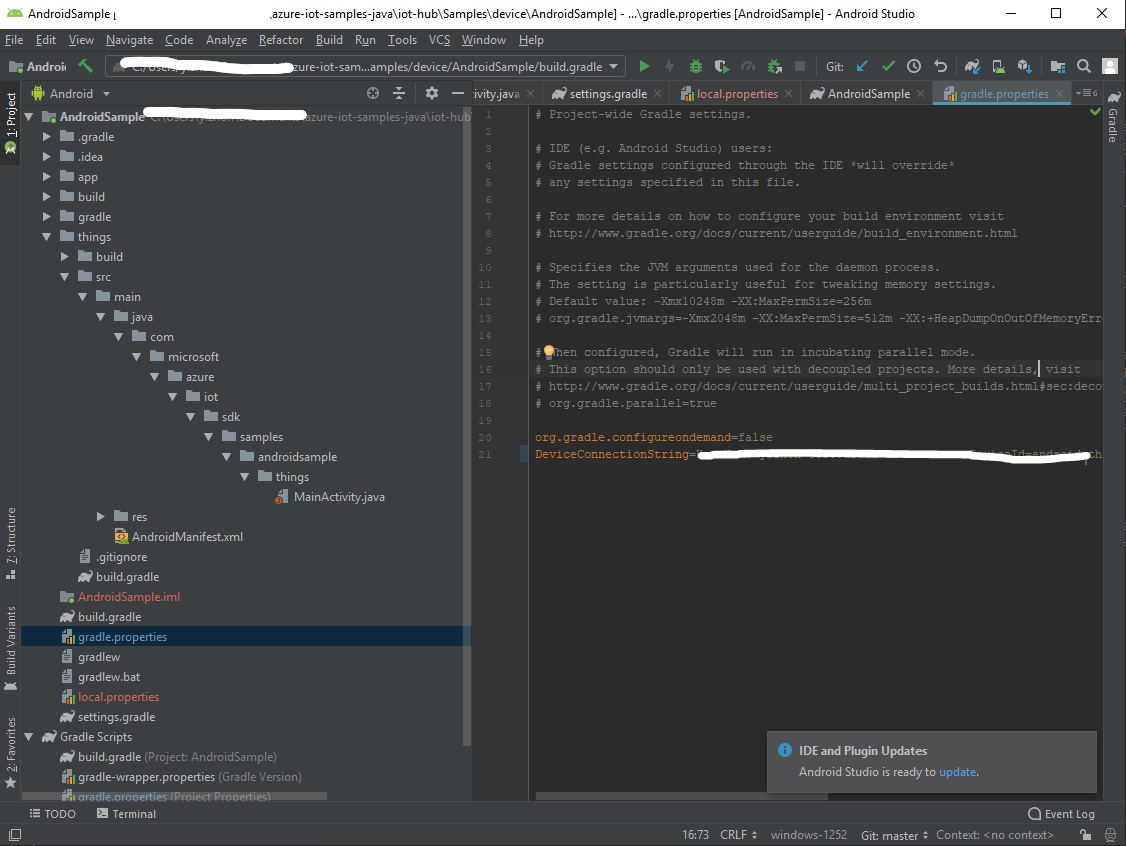 AndroidSample
azure-iot-samples-java\iot-hub\Samples\device\AndroidSample] - ...\gradle.properties [AndroidSample] - Android Studio
File Edit View Navigate Code Analyze Refactor Build Run Tools VCS Window Help
Androi
zure-iot-sam...amples/device/AndroidSample/build.gradle
Git:
1: Project
Android
ivity.java
settings.gradle
local.properties
AndroidSample
gradle.properties
6
Gradle
AndroidSample
azure-iot-samples-java\iot-hub
.gradle
.idea
app
build
gradle
things
build
src
main
java
com
microsoft
azure
iot
sdk
samples
androidsample
things
MainActivity.java
res
AndroidManifest.xml
.gitignore
build.gradle
AndroidSample.iml
build.gradle
gradle.properties
gradlew
gradlew.bat
local.properties
settings.gradle
Gradle Scripts
build.gradle (Project: AndroidSample)
gradle-wrapper.properties (Gradle Version)
gradle.properties (Project Properties)
7: Structure
Build Variants
2: Favorites
1 # Project-wide Gradle settings.
2
3 # IDE (e.g. Android Studio) users:
4 # Gradle settings configured through the IDE *will override*
5 # any settings specified in this file.
6
7 # For more details on how to configure your build environment visit
8 # http://www.gradle.org/docs/current/userguide/build_environment.html
9
10 # Specifies the JVM arguments used for the daemon process.
11 # The setting is particularly useful for tweaking memory settings.
12 # Default value: -Xmx10248m -XX:MaxPermSize=256m
13 # org.gradle.jvmargs=-Xmx2048m -XX:MaxPermSize=512m -XX:+HeapDumpOnOutOfMemoryErr
14
15 # When configured, Gradle will run in incubating parallel mode.
16 # This option should only be used with decoupled projects. More details, visit
17 # http://www.gradle.org/docs/current/userguide/multi_project_builds.html#sec:deco
18 # org.gradle.parallel=true
19
20 org.gradle.configureondemand=false
21 DeviceConnectionString=
IDE and Plugin Updates
Android Studio is ready to update.
TODO Terminal Event Log
16:73 CRLF windows-1252 Git: master Context: <no context>